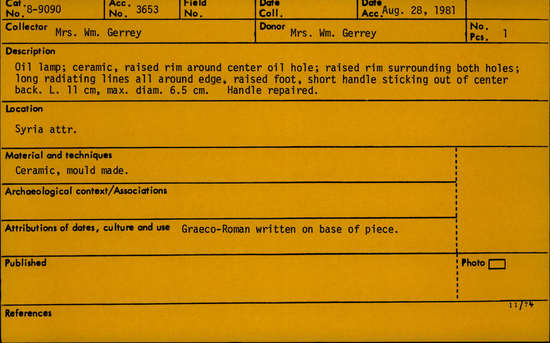 Cat. No. 8-9090 Acc. No. 3653 Field No. Date Coll. Date Acc. Aug. 28, 1981
Collector Mrs. Wm. Gerrey Donor Mrs. Wm. Gerrey No. Pcs. 1
Description
Oil lamp; ceramic, raised rim around center oil hole; raised rim surrounding both holes;
long radiating lines all around edge, raised foot, short handle sticking out of center
back. L. 11 cm, max. diam. 6.5 cm. Handle repaired.
Location
Syria attr.
Material and techniques
Ceramic, mould made.
Archaeological context/Associations
Attributions of dates, culture and use Graeco-Roman written on base of piece.
Published Photo
11/74
References